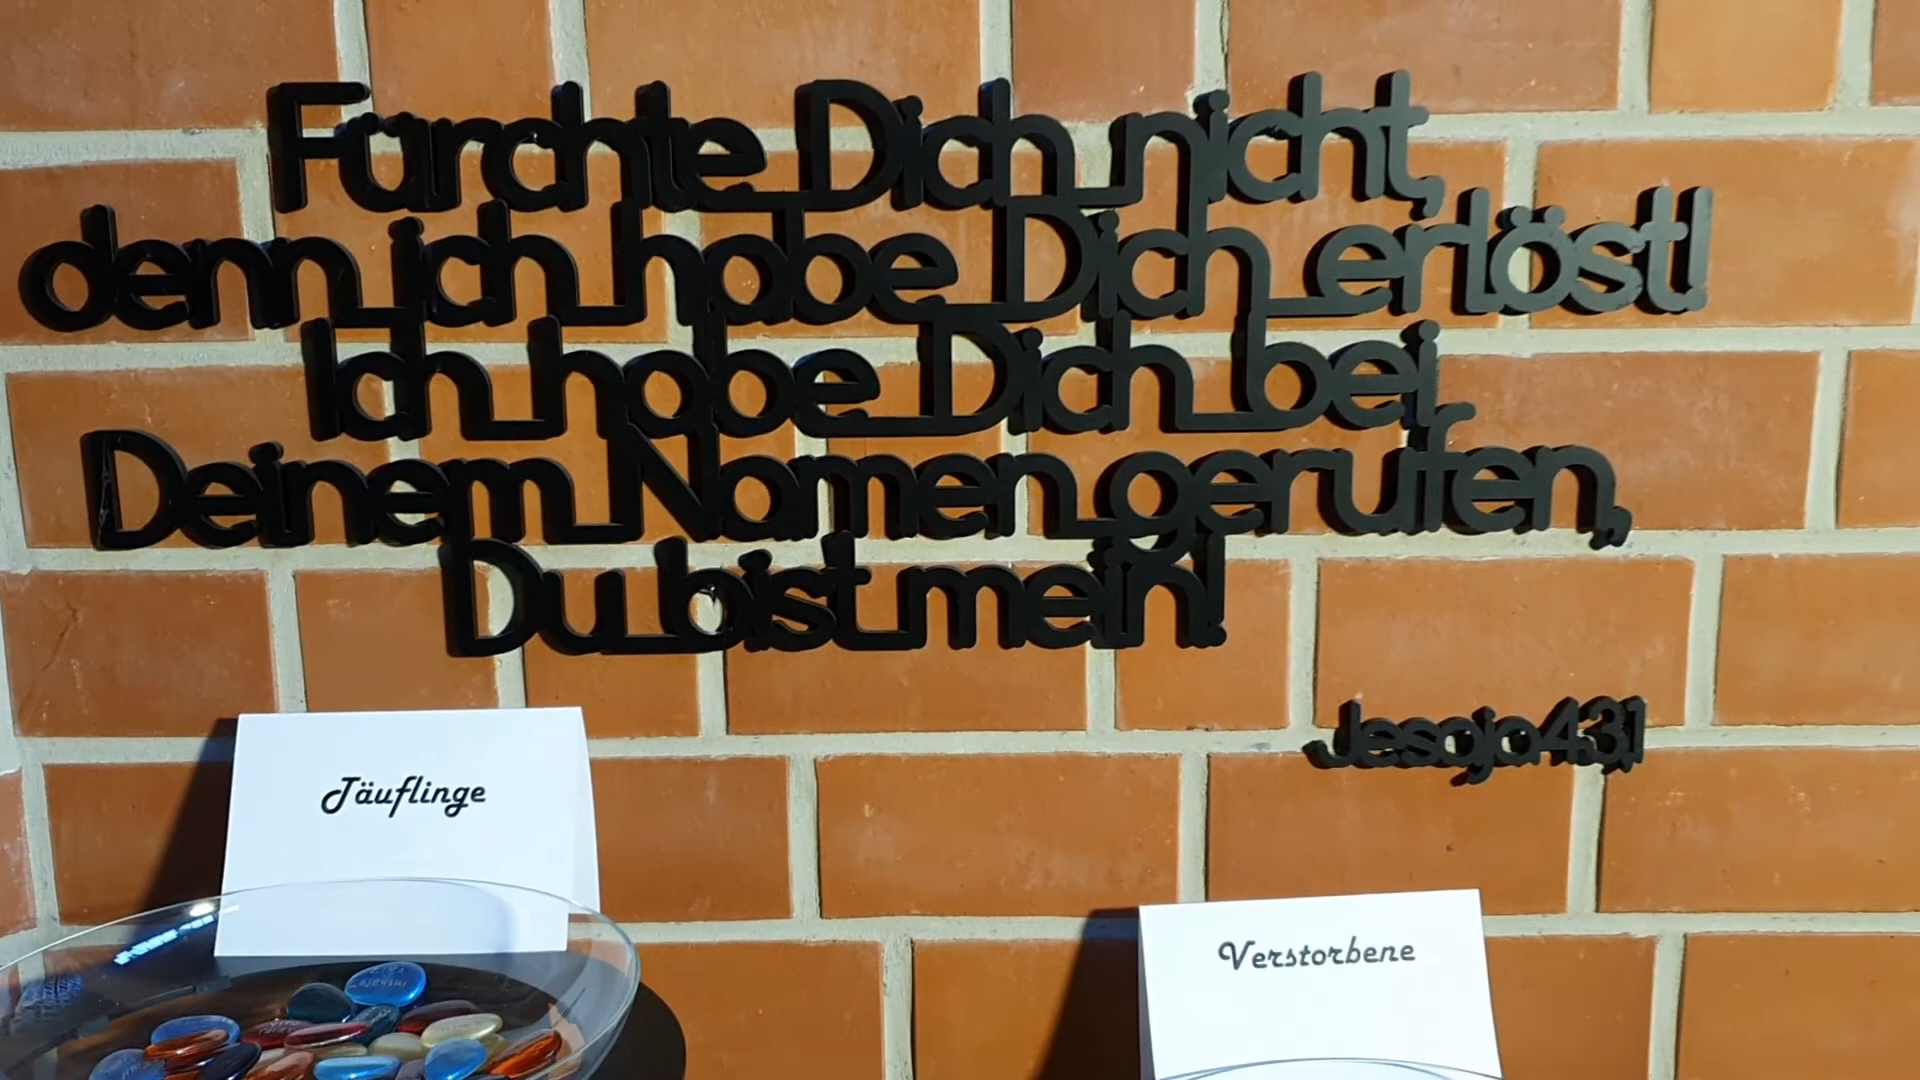 Fürchte Dich nicht,
denn ich habe Dich erlöst!
Ich habe Dich bei
Deinem Namen gerufen,
Du bist mein!
Jesaja 43,1
Täuflinge
Verstorbene